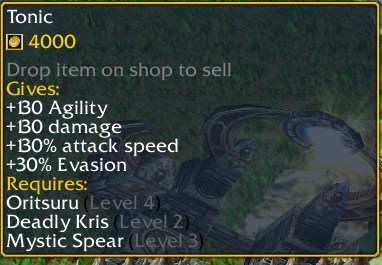 Tonic
4000
Drop item on shop to sell
Gives:
+130 Agility
+130 damage
+130% attack speed
+30% Evasion
Requires:
Oritsuru (Level 4)
Deadly Kris (Level 2)
Mystic Spear (Level 3)